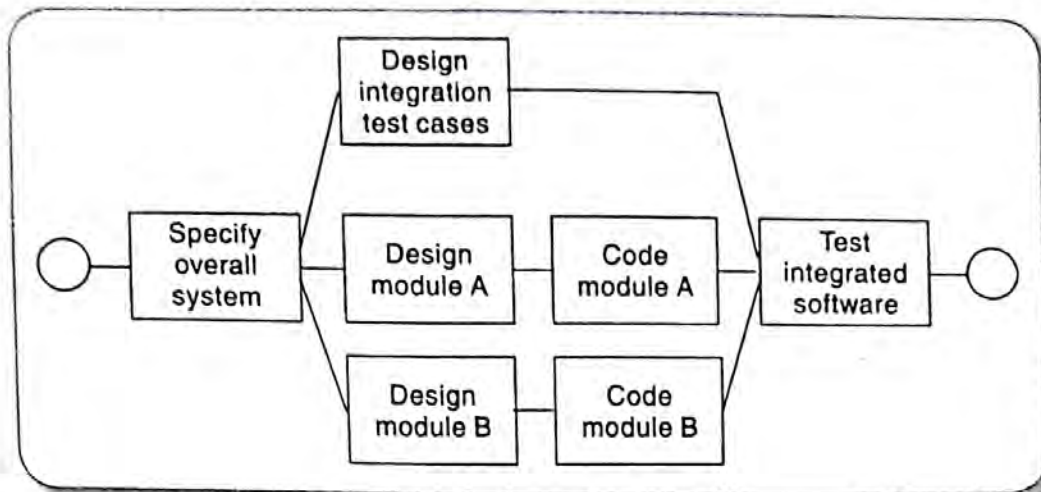 Design
integration
test cases
Specify
overall
system
Design
module A
Code
module A
Test
integrated
software
Design
module B
Code
module B